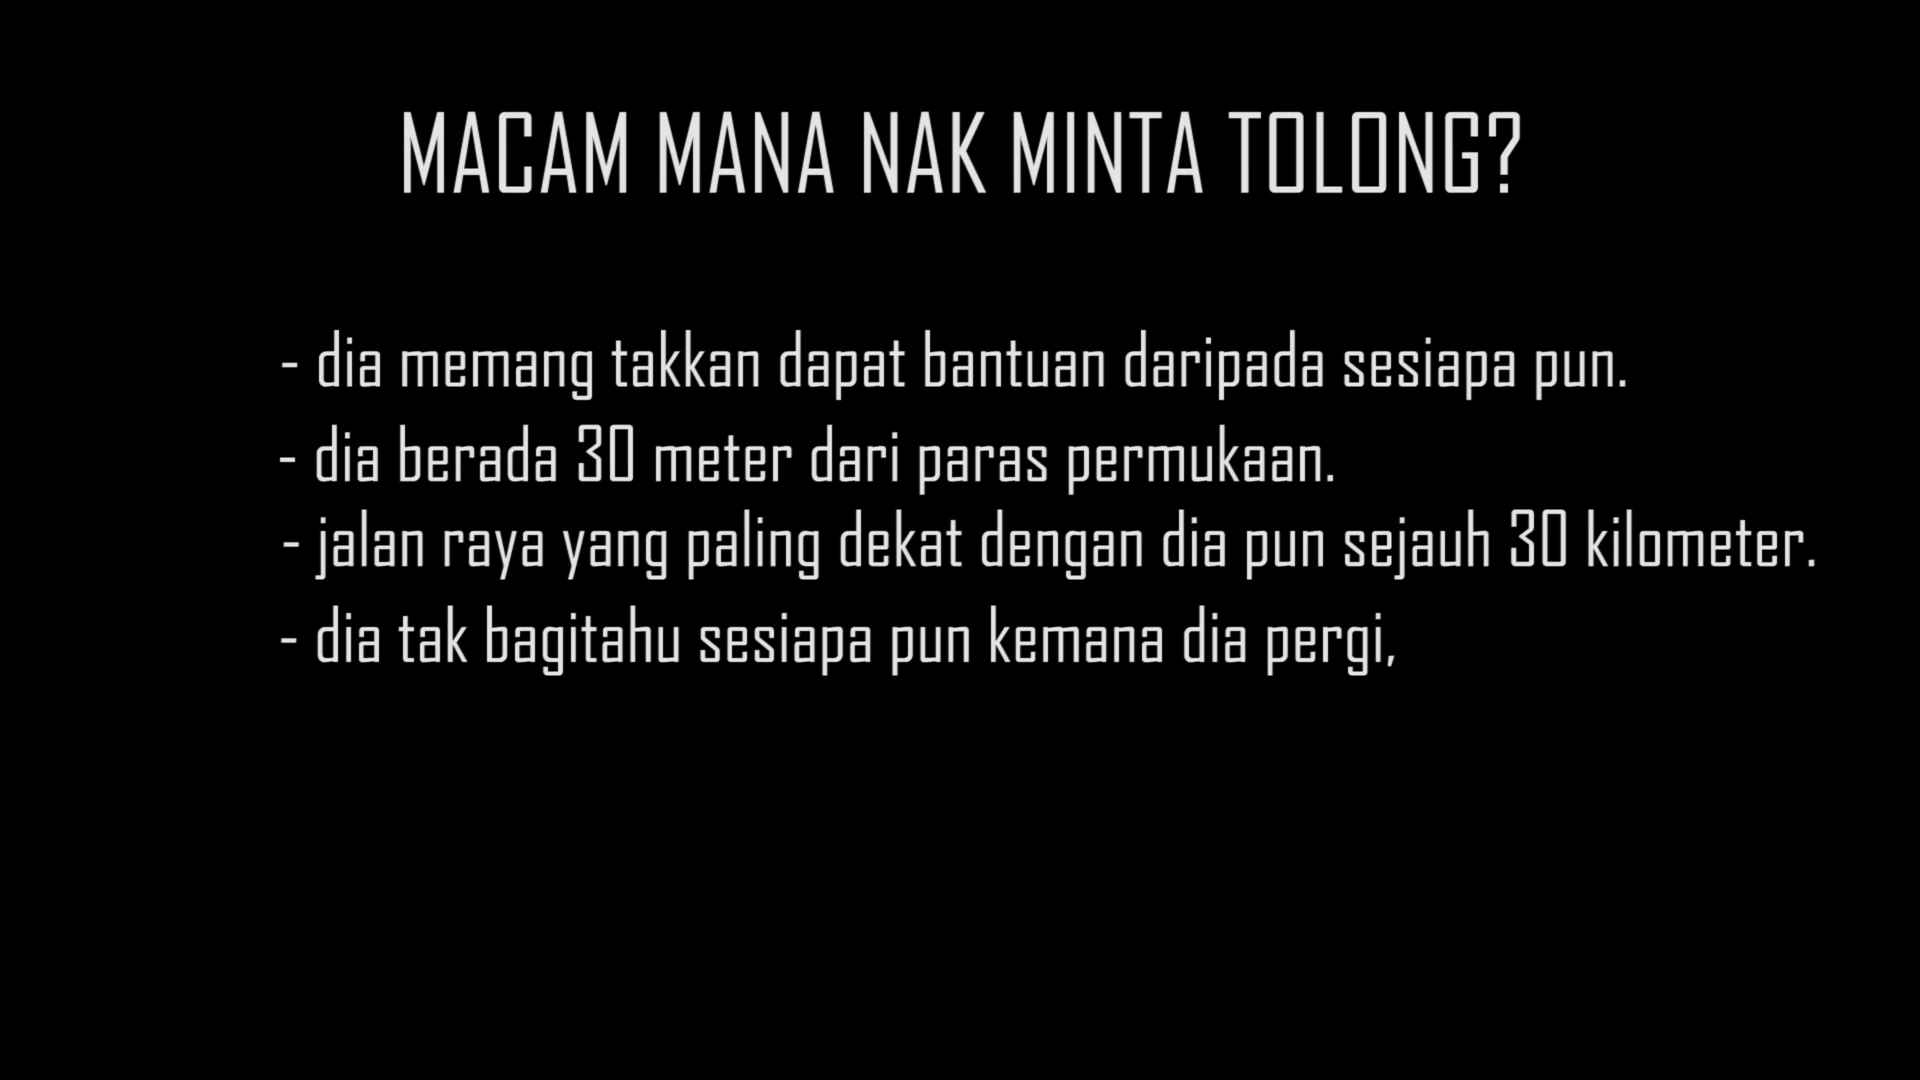 MACAM MANA NAK MINTA TOLONG?
- dia memang takkan dapat bantuan daripada sesiapa pun.
- dia berada 30 meter dari paras permukaan.
- jalan raya yang paling dekat dengan dia pun sejauh 30 kilometer.
- dia tak bagitahu sesiapa pun kemana dia pergi,